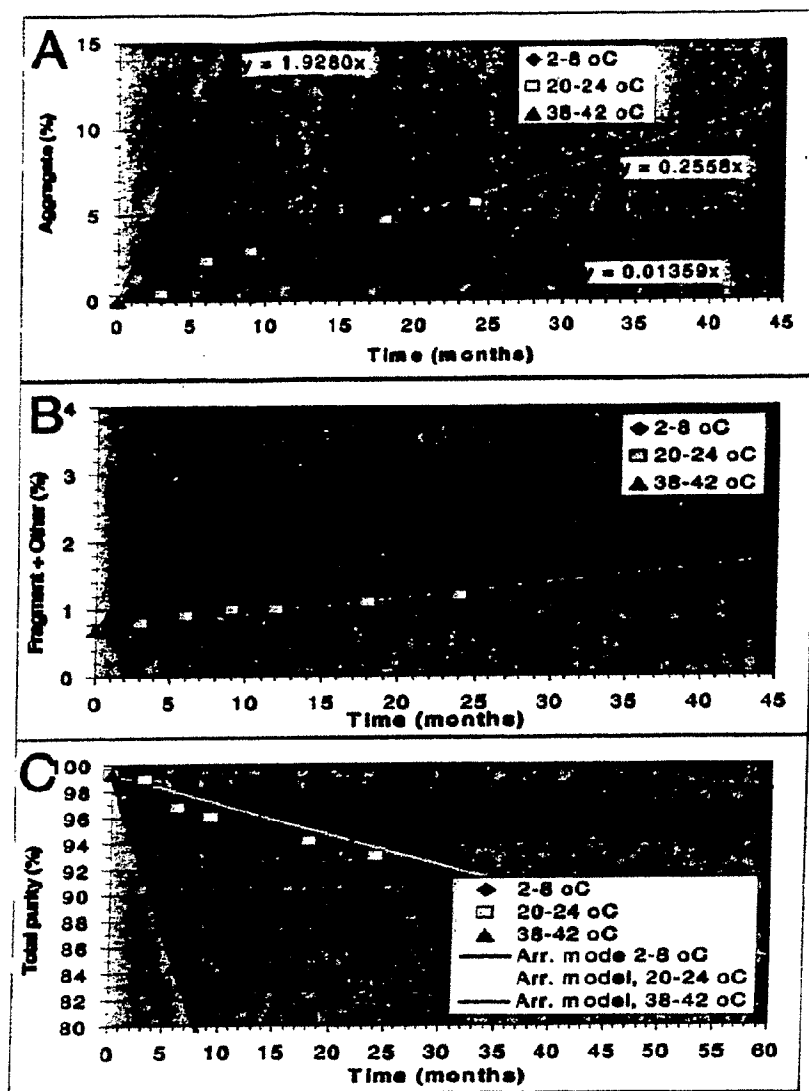 A
Aggregate (%)
15
10
5
0
y = 1.9280x
2-8 oC
20-24 oC
38-42 oC
y = 0.2558x
y = 0.01359x
0 5 10 15 20 25 30 35 40 45
Time (months)
B
Fragment + Other (%)
4
3
2
1
0
2-8 oC
20-24 oC
38-42 oC
0 5 10 15 20 25 30 35 40 45
Time (months)
C
Total purity (%)
100
98
96
94
92
90
88
86
84
82
80
2-8 oC
20-24 oC
38-42 oC
Arr. mode 2-8 oC
Arr. model, 20-24 oC
Arr. model, 38-42 oC
0 5 10 15 20 25 30 35 40 45 50 55 60
Time (months)